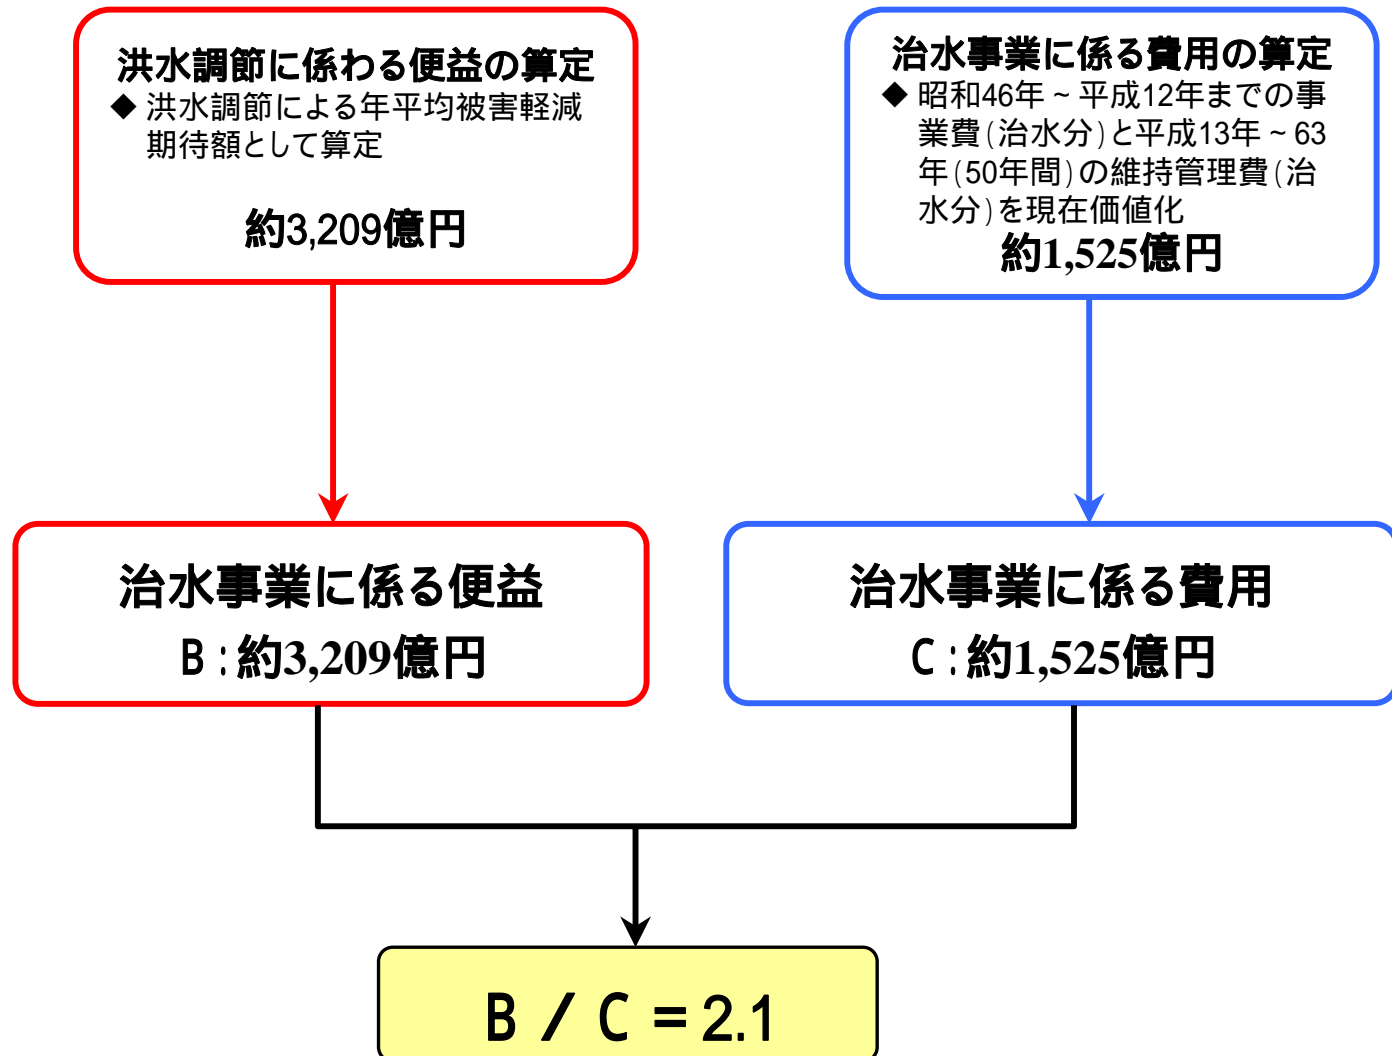 洪水調節に係わる便益の算定
◆ 洪水調節による年平均被害軽減
期待額として算定
約3,209億円
治水事業に係る費用の算定
◆ 昭和46年~平成12年までの事
業費(治水分)と平成13年~63
年(50年間)の維持管理費(治
水分)を現在価値化
約1,525億円
治水事業に係る便益
B:約3,209億円
治水事業に係る費用
C:約1,525億円
B / C = 2.1